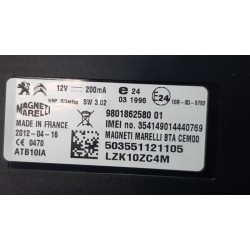 12V 200mA e 24 E24
SW 3.02 03 1995
MAGNETI MARELLI 9801862580 01
MADE IN FRANCE IMEI no. 354149014440769
2012-04-16 MAGNETI MARELLI BTA CEM00
CE 0470 503551121105
ATB10IA LZK10ZC4M